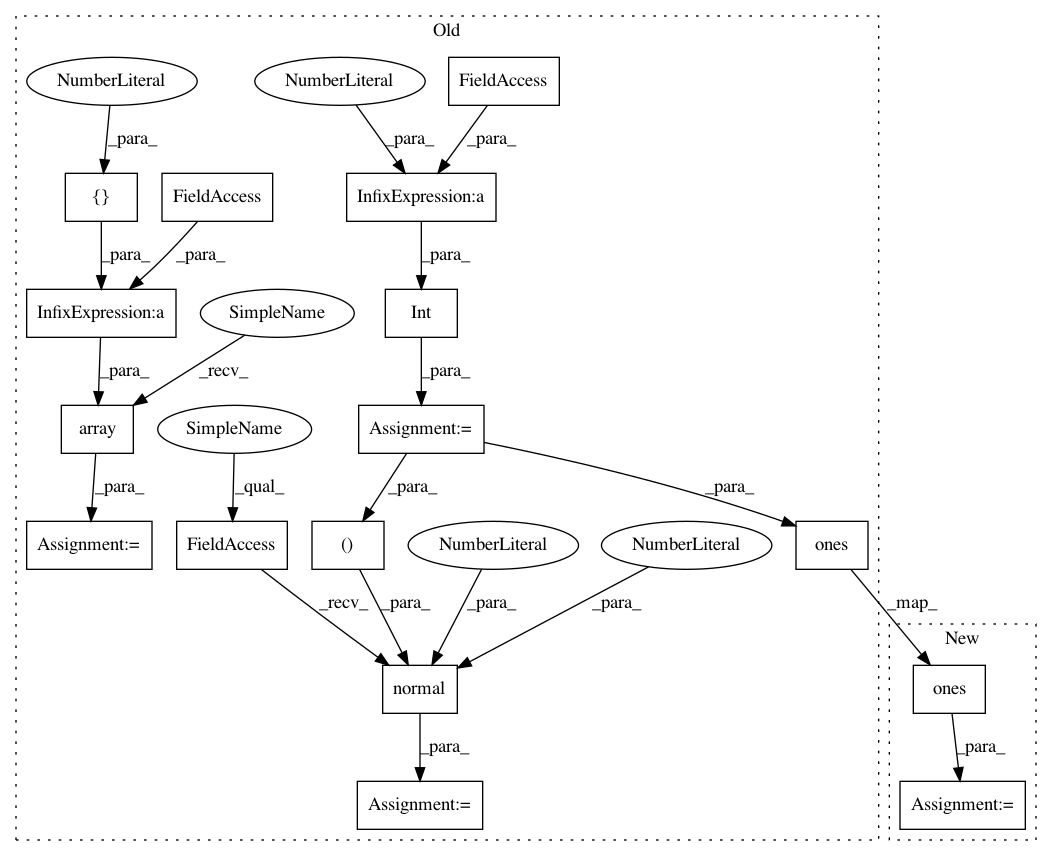 Old
NumberLiteral
NumberLiteral
FieldAccess
_para_
_para_
_para_
{}
FieldAccess
InfixExpression:a
_para_
_para_
_para_
InfixExpression:a
SimpleName
Int
_para_
_recv_
_para_
array
SimpleName
Assignment:=
_para_
_qual_
_para_
_para_
Assignment:=
FieldAccess
()
NumberLiteral
NumberLiteral
ones
_recv_
_para_
_para_
_para_
_map_
New
normal
ones
_para_
_para_
Assignment:=
Assignment:=